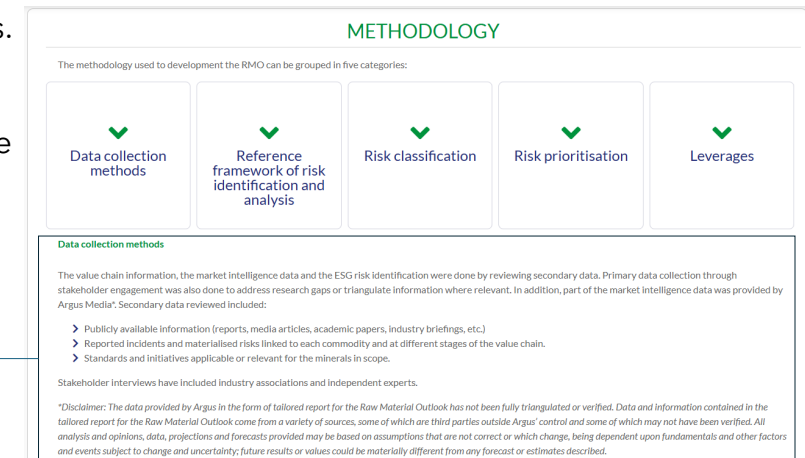 s.
e
METHODOLOGY
The methodology used to development the RMO can be grouped in five categories:
Data collection
methods
Reference
framework of risk
identification and
analysis
Risk classification
Risk prioritisation
Leverages
Data collection methods
The value chain information, the market intelligence data and the ESG risk identification were done by reviewing secondary data. Primary data collection through
stakeholder engagement was also done to address research gaps or triangulate information where relevant. In addition, part of the market intelligence data was provided by
Argus Media*. Secondary data reviewed included:
Publicly available information (reports, media articles, academic papers, industry briefings, etc.)
Reported incidents and materialised risks linked to each commodity and at different stages of the value chain.
Standards and initiatives applicable or relevant for the minerals in scope.
Stakeholder interviews have included industry associations and independent experts.
*Disclaimer: The data provided by Argus in the form of tailored report for the Raw Material Outlook has not been fully triangulated or verified. Data and information contained in the
tailored report for the Raw Material Outlook come from a variety of sources, some of which are third parties outside Argus' control and some of which may not have been verified. All
analysis and opinions, data, projections and forecasts provided may be based on assumptions that are not correct or which change, being dependent upon fundamentals and other factors
and events subject to change and uncertainty; future results or values could be materially different from any forecast or estimates described.